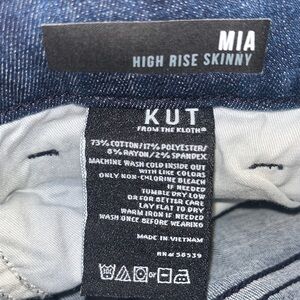 MIA
HIGH RISE SKINNY
KUT
FROM THE KLOTH®
73% COTTON/17% POLYESTER/
8% RAYON/2% SPANDEX
MACHINE WASH COLD INSIDE OUT
WITH LIKE COLORS
ONLY NON-CHLORINE BLEACH
IF NEEDED
TUMBLE DRY LOW
OR FOR BETTER CARE
LAY FLAT TO DRY
WARM IRON IF NEEDED
WASH ONCE BEFORE WEARING
MADE IN VIETNAM
RN# 58539
OR